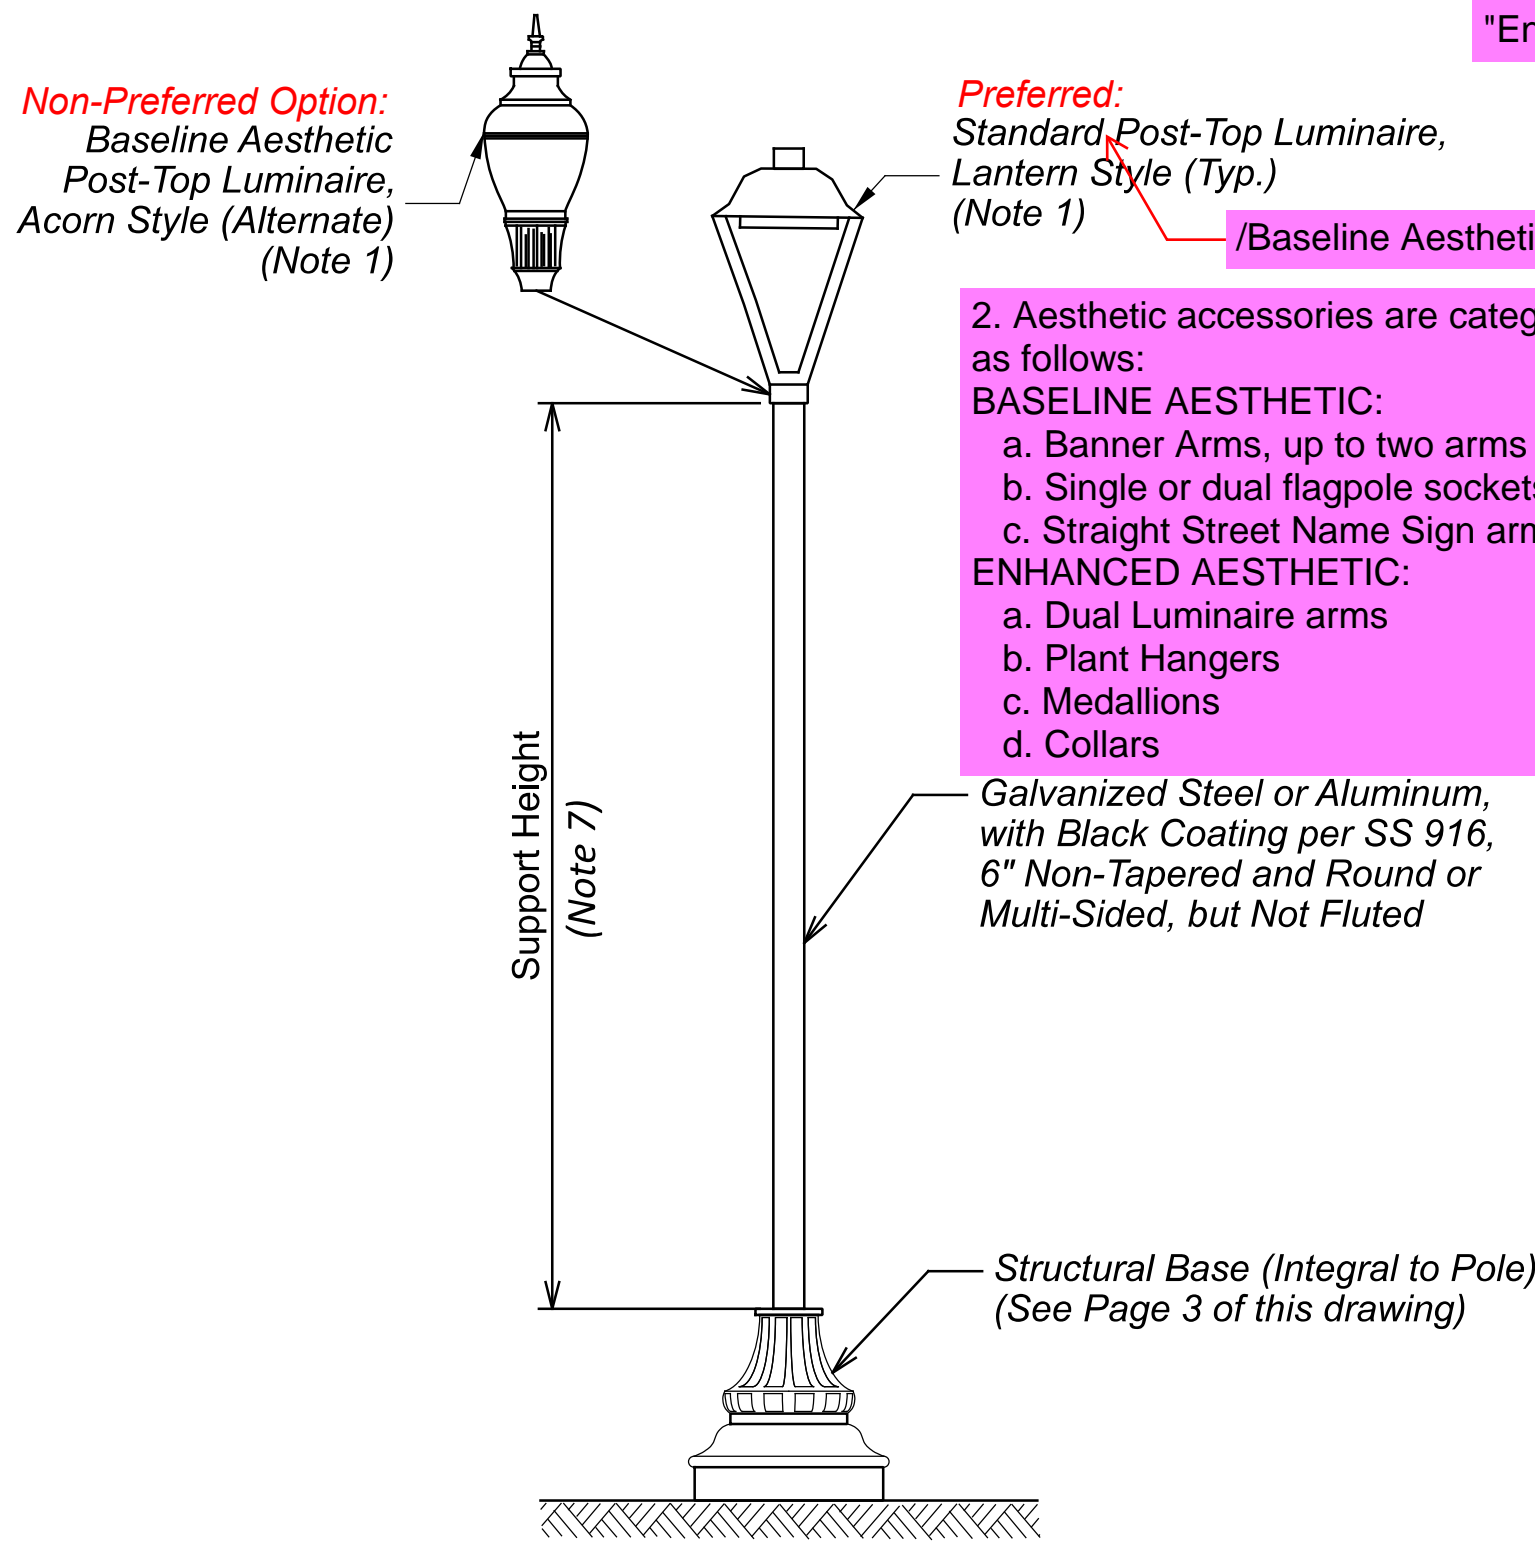 "En
Non-Preferred Option:
Baseline Aesthetic
Post-Top Luminaire,
Acorn Style (Alternate)
(Note 1)
Preferred:
Standard Post-Top Luminaire,
Lantern Style (Typ.)
(Note 1)
/Baseline Aestheti
2. Aesthetic accessories are categ
as follows:
BASELINE AESTHETIC:
a. Banner Arms, up to two arms
b. Single or dual flagpole sockets
c. Straight Street Name Sign arm
ENHANCED AESTHETIC:
a. Dual Luminaire arms
b. Plant Hangers
c. Medallions
d. Collars
Support Height
(Note 7)
Galvanized Steel or Aluminum,
with Black Coating per SS 916,
6" Non-Tapered and Round or
Multi-Sided, but Not Fluted
Structural Base (Integral to Pole)
(See Page 3 of this drawing)